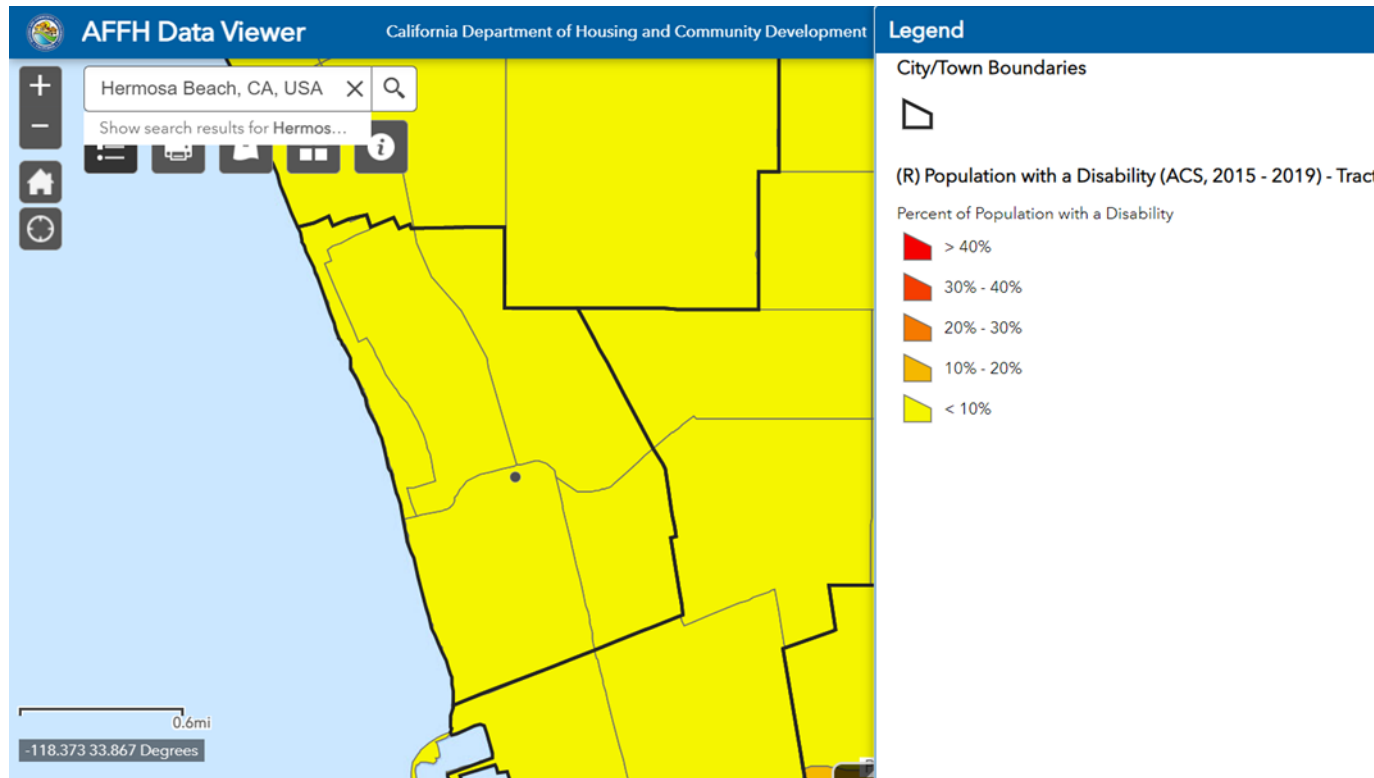 AFFH Data Viewer
California Department of Housing and Community Development
Hermosa Beach, CA, USA
Show search results for Hermos...
0.6mi
-118.373 33.867 Degrees
Legend
City/Town Boundaries
(R) Population with a Disability (ACS, 2015 - 2019) - Tract
Percent of Population with a Disability
> 40%
30% - 40%
20% - 30%
10% - 20%
< 10%